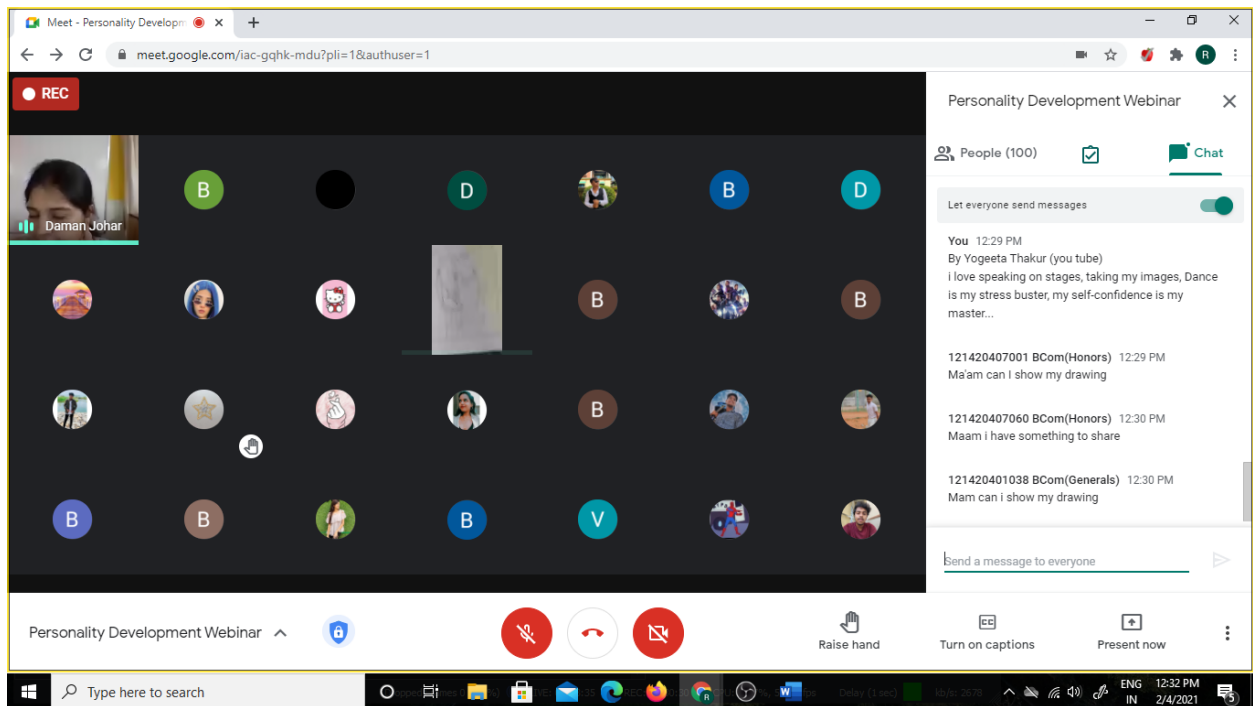 Meet - Personality Developm
meet.google.com/iac-gqhk-mdu?pli=1&authuser=1
R
REC
Personality Development Webinar
People (100)
Chat
Let everyone send messages
Daman Johar
B
D
B
D
B
B
B
B
B
B
V
You 12:29 PM
By Yogeeta Thakur (you tube)
i love speaking on stages, taking my images, Dance
is my stress buster, my self-confidence is my
master...
121420407001 BCom(Honors) 12:29 PM
Ma'am can I show my drawing
121420407060 BCom(Honors) 12:30 PM
Maam i have something to share
121420401038 BCom(Generals) 12:30 PM
Mam can i show my drawing
Send a message to everyone
Personality Development Webinar
Raise hand
CC
Turn on captions
Present now
Type here to search
ENG
IN
12:32 PM
2/4/2021
5